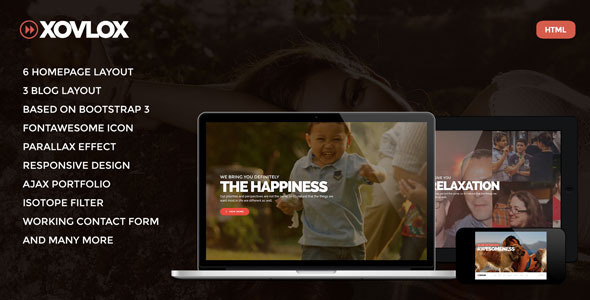 XOVLOX
HTML
6 HOMEPAGE LAYOUT
3 BLOG LAYOUT
BASED ON BOOTSTRAP 3
FONTAWESOME ICON
PARALLAX EFFECT
RESPONSIVE DESIGN
AJAX PORTFOLIO
ISOTOPE FILTER
WORKING CONTACT FORM
AND MANY MORE
WE BRING YOU DEFINITELY
THE HAPPINESS
YOU
RELAXATION
AWESOMENESS